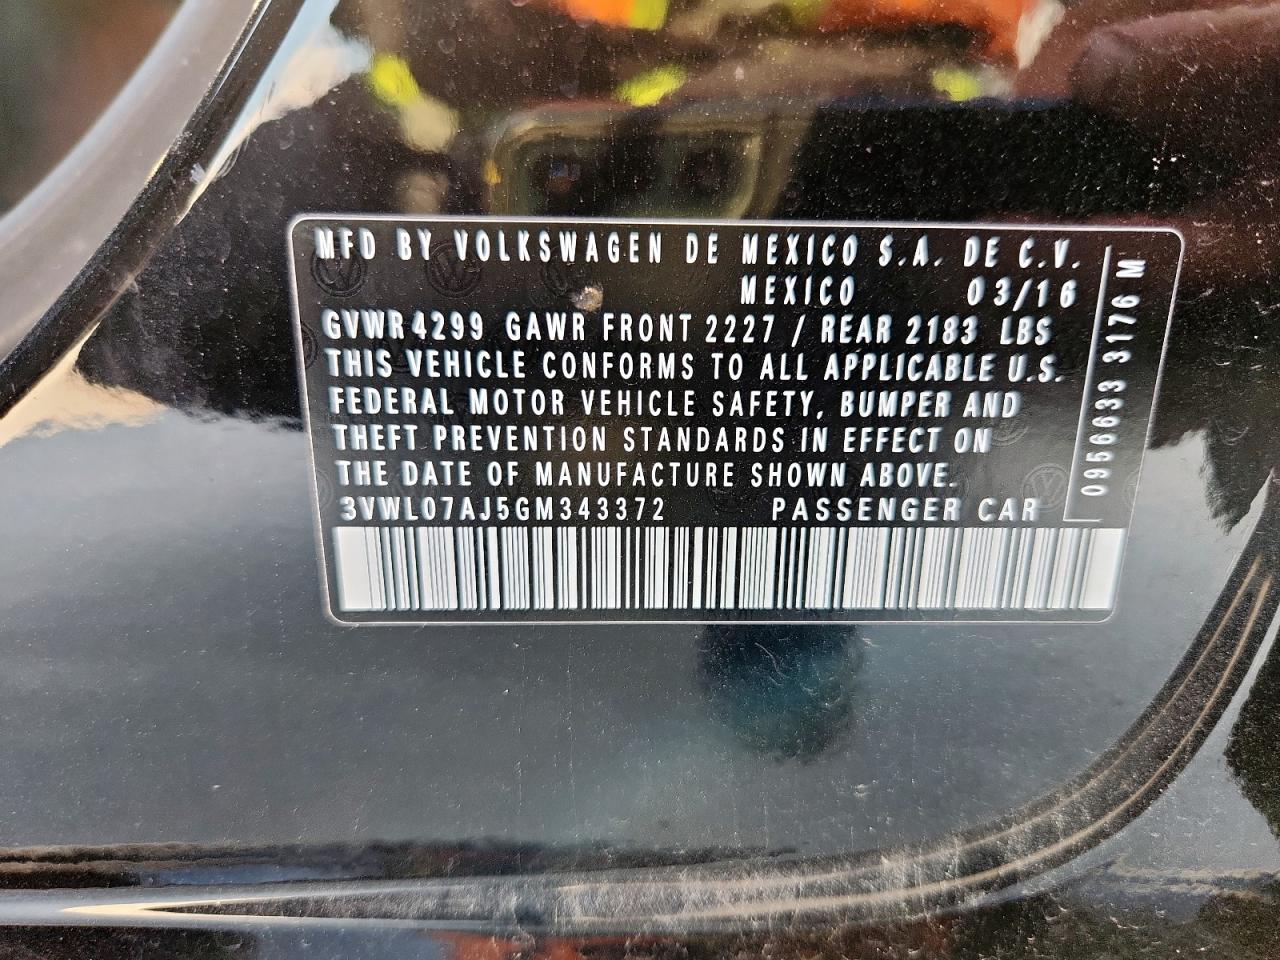 MFD BY VOLKSWAGEN DE MEXICO S.A. DE C.V.
MEXICO 03/16
GVWR 4299 GAWR FRONT 2227 / REAR 2183 LBS
THIS VEHICLE CONFORMS TO ALL APPLICABLE U.S.
FEDERAL MOTOR VEHICLE SAFETY, BUMPER AND
THEFT PREVENTION STANDARDS IN EFFECT ON
THE DATE OF MANUFACTURE SHOWN ABOVE.
3VWL07AJ5GM343372 PASSENGER CAR
0956633 3176 M